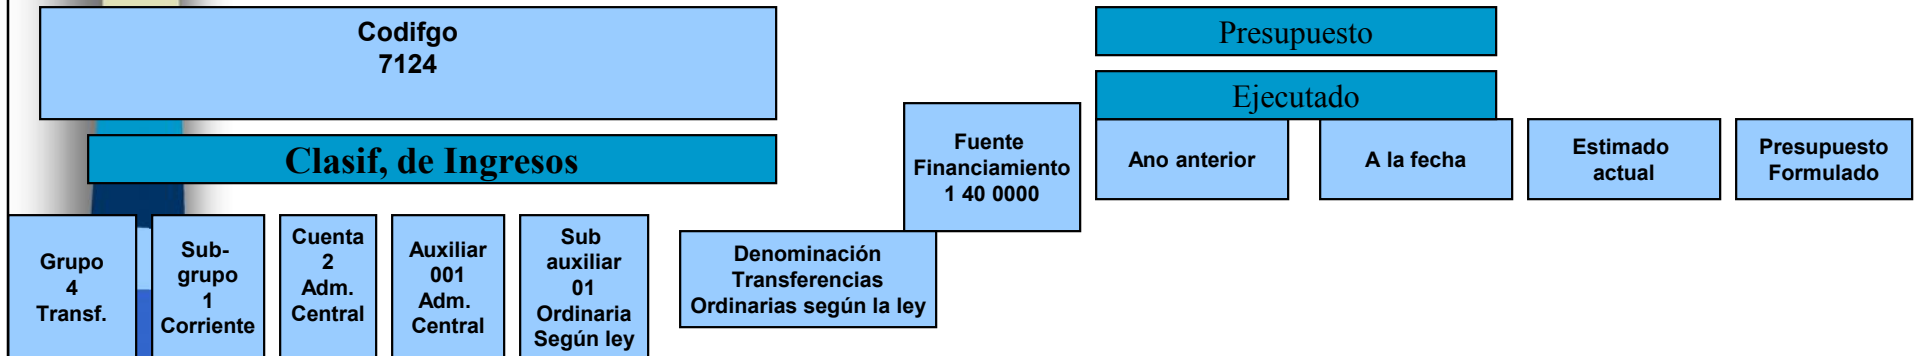 Codifgo
7124
Presupuesto
Ejecutado
Clasif, de Ingresos
Fuente
Financiamiento
1 40 0000
Ano anterior
A la fecha
Estimado
actual
Presupuesto
Formulado
Grupo
4
Transf.
Sub-
grupo
1
Corriente
Cuenta
2
Adm.
Central
Auxiliar
001
Adm.
Central
Sub
auxiliar
01
Ordinaria
Según ley
Denominación
Transferencias
Ordinarias según la ley